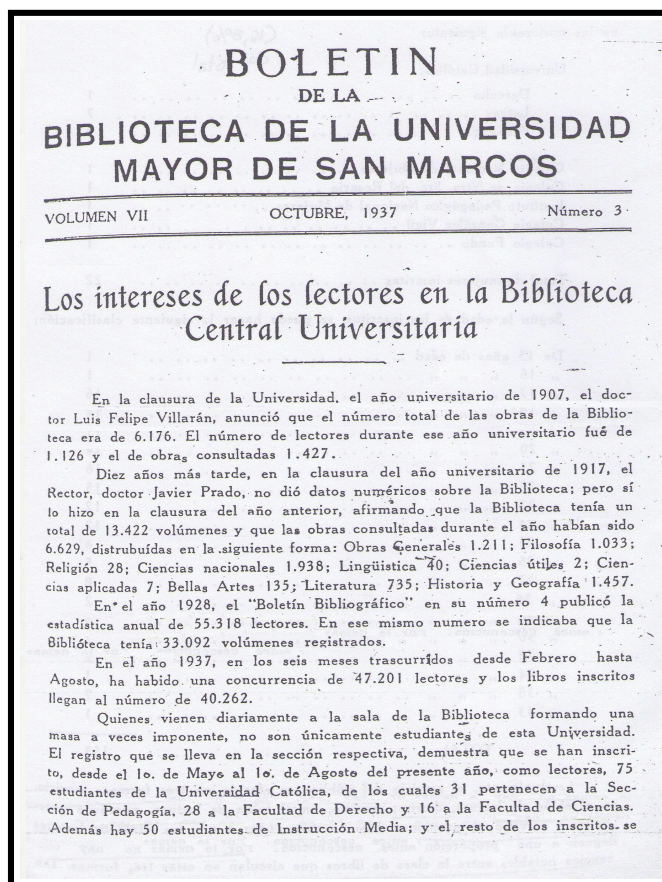 BOLETIN
DE LA
BIBLIOTECA DE LA UNIVERSIDAD
MAYOR DE SAN MARCOS
VOLUMEN VII OCTUBRE, 1937 Número 3
Los intereses de los lectores en la Biblioteca
Central Universitaria
En la clausura de la Universidad, el año universitario de 1907, el doc-
tor Luis Felipe Villarán, anunció que el número total de las obras de la Biblio-
teca era de 6.176. El número de lectores durante ese año universitario fué de
1.126 y el de obras consultadas 1.427.
Diez años más tarde, en la clausura del año universitario de 1917, el
Rector, doctor Javier Prado, no dió datos numéricos sobre la Biblioteca; pero sí
lo hizo en la clausura del año anterior, afirmando que la Biblioteca tenía un
total de 13.422 volúmenes y que las obras consultadas durante el año habían sido
6.629, distrubuídas en la siguiente forma: Obras Generales 1.211; Filosofía 1.033;
Religión 28; Ciencias nacionales 1.938; Lingüistica 40; Ciencias útiles 2; Cien-
cias aplicadas 7; Bellas Artes 135; Literatura 735; Historia y Geografía 1.457.
En el año 1928, el "Boletín Bibliográfico" en su número 4 publicó la
estadística anual de 55.318 lectores. En ese mismo numero se indicaba que la
Biblióteca tenía 33.092 volúmenes registrados.
En el año 1937, en los seis meses trascurridos desde Febrero hasta
Agosto, ha habido una concurrencia de 47.201 lectores y los libros inscritos
llegan al número de 40.262.
Quienes vienen diariamente a la sala de la Biblioteca formando una
masa a veces imponente, no son únicamente estudiantes de esta Universidad.
El registro que se lleva en la sección respectiva, demuestra que se han inscri-
to, desde el 1o. de Mayo al 1o. de Agosto del presente año, como lectores, 75
estudiantes de la Universidad Católica, de los cuales 31 pertenecen a la Sec-
ción de Pedagogía, 28 a la Facultad de Derecho y 16 a la Facultad de Ciencias.
Además hay 50 estudiantes de Instrucción Media; y el resto de los inscritos se